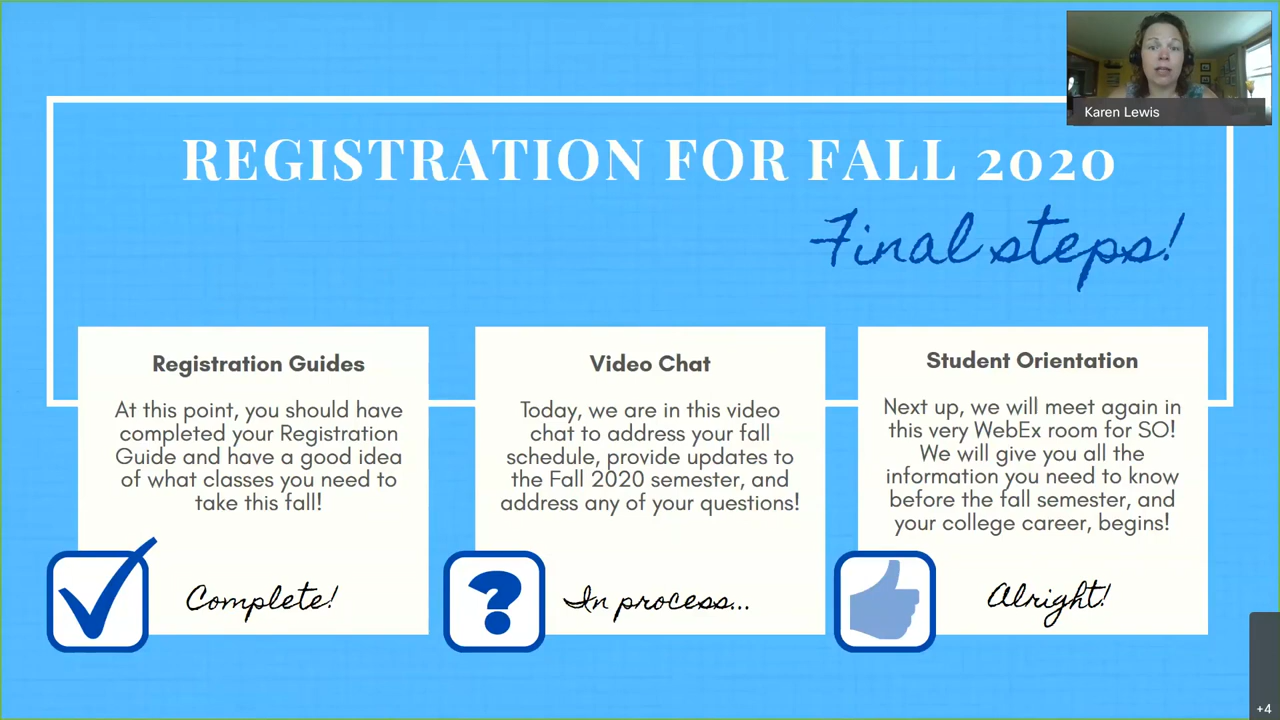 Karen Lewis
REGISTRATION FOR FALL 2020
Final steps!
Registration Guides
At this point, you should have
completed your Registration
Guide and have a good idea
of what classes you need to
take this fall!
Complete!
Video Chat
Today, we are in this video
chat to address your fall
schedule, provide updates to
the Fall 2020 semester, and
address any of your questions!
?
In process...
Student Orientation
Next up, we will meet again in
this very WebEx room for SO!
We will give you all the
information you need to know
before the fall semester, and
your college career, begins!
Alright!
+4